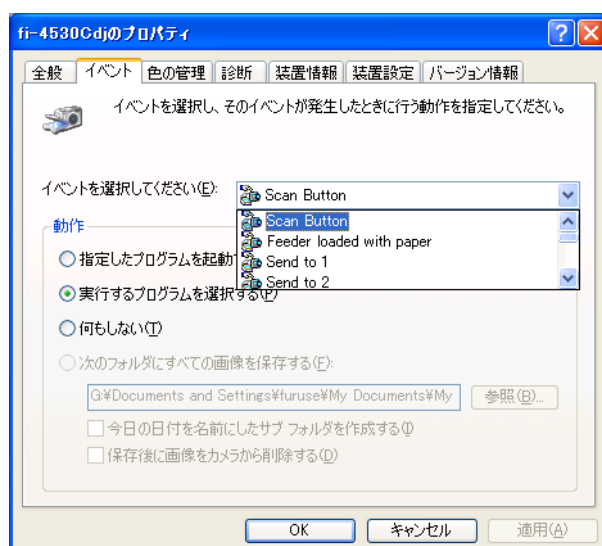 fi-4530Cdjのプロパティ
全般 イベント 色の管理 診断 装置情報 装置設定 バージョン情報
イベントを選択し、そのイベントが発生したときに行う動作を指定してください。
イベントを選択してください(E):
Scan Button
Scan Button
Feeder loaded with paper
Send to 1
Send to 2
動作
指定したプログラムを起動
実行するプログラムを選択する(P)
何もしない(T)
次のフォルダにすべての画像を保存する(F):
G:¥Documents and Settings¥furuse¥My Documents¥My
参照(B)...
今日の日付を名前にしたサブ フォルダを作成する(I)
保存後に画像をカメラから削除する(D)
OK キャンセル 適用(A)